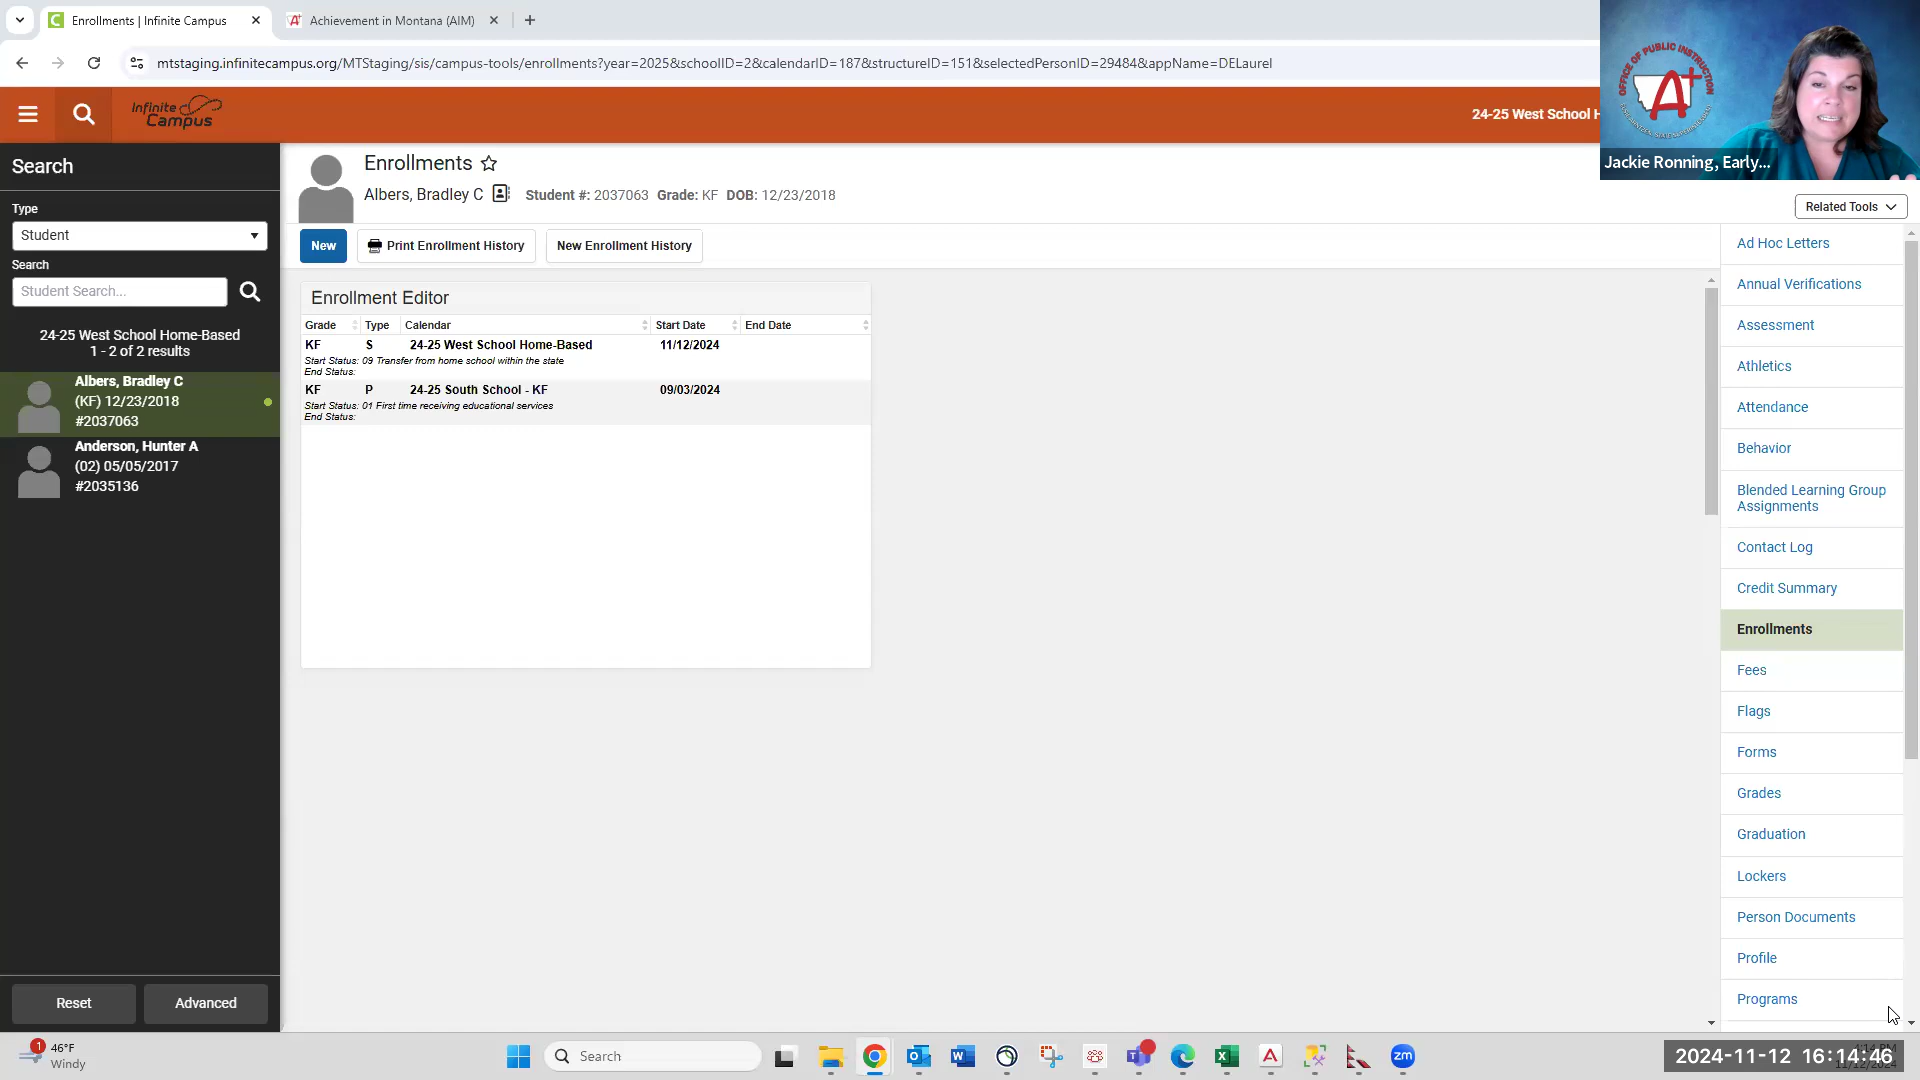 Enrollments | Infinite Campus
Achievement in Montana (AIM)
mtstaging.infinitecampus.org/MTStaging/sis/campus-tools/enrollments?year=2025&schoolID=2&calendarID=187&structureID=151&selectedPersonID=29484&appName=DELaurel
Infinite Campus
24-25 West School H
OFFICE OF PUBLIC INSTRUCTION
Jackie Ronning, Early...
Search
Type
Student
Search
Student Search...
24-25 West School Home-Based
1 - 2 of 2 results
Albers, Bradley C
(KF) 12/23/2018
#2037063
Anderson, Hunter A
(02) 05/05/2017
#2035136
Reset
Advanced
Enrollments
Albers, Bradley C Student #: 2037063 Grade: KF DOB: 12/23/2018
Related Tools
New
Print Enrollment History
New Enrollment History
Enrollment Editor
Grade Type Calendar Start Date End Date
KF S 24-25 West School Home-Based 11/12/2024
Start Status: 09 Transfer from home school within the state
End Status:
KF P 24-25 South School - KF 09/03/2024
Start Status: 01 First time receiving educational services
End Status:
Ad Hoc Letters
Annual Verifications
Assessment
Athletics
Attendance
Behavior
Blended Learning Group
Assignments
Contact Log
Credit Summary
Enrollments
Fees
Flags
Forms
Grades
Graduation
Lockers
Person Documents
Profile
Programs
1
46°F
Windy
Search
zm
2024-11-12 16:14:46